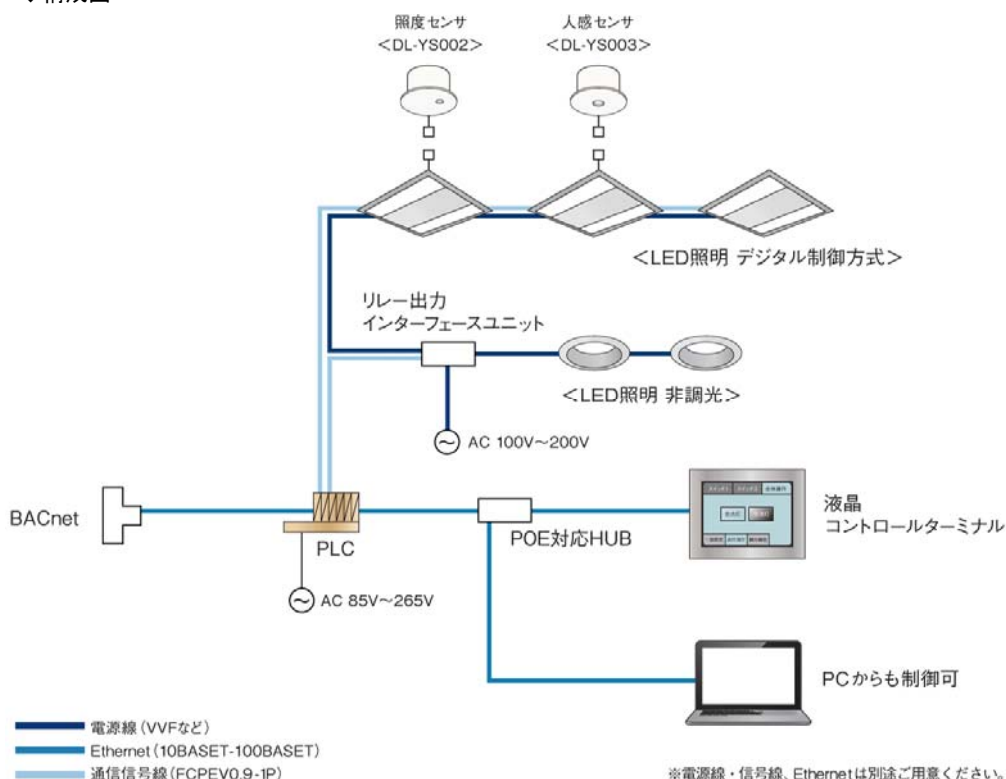 照度センサ
<DL-YS002>
人感センサ
<DL-YS003>
<LED照明 デジタル制御方式>
リレー出力
インターフェースユニット
<LED照明 非調光>
AC 100V～200V
BACnet
PLC
POE対応HUB
液晶
コントロールターミナル
AC 85V～265V
PCからも制御可
電源線（VVFなど）
Ethernet（10BASET-100BASET）
通信信号線（FCPEV0.9-1P）
※電源線・信号線、Ethernetは別途ご用意ください。